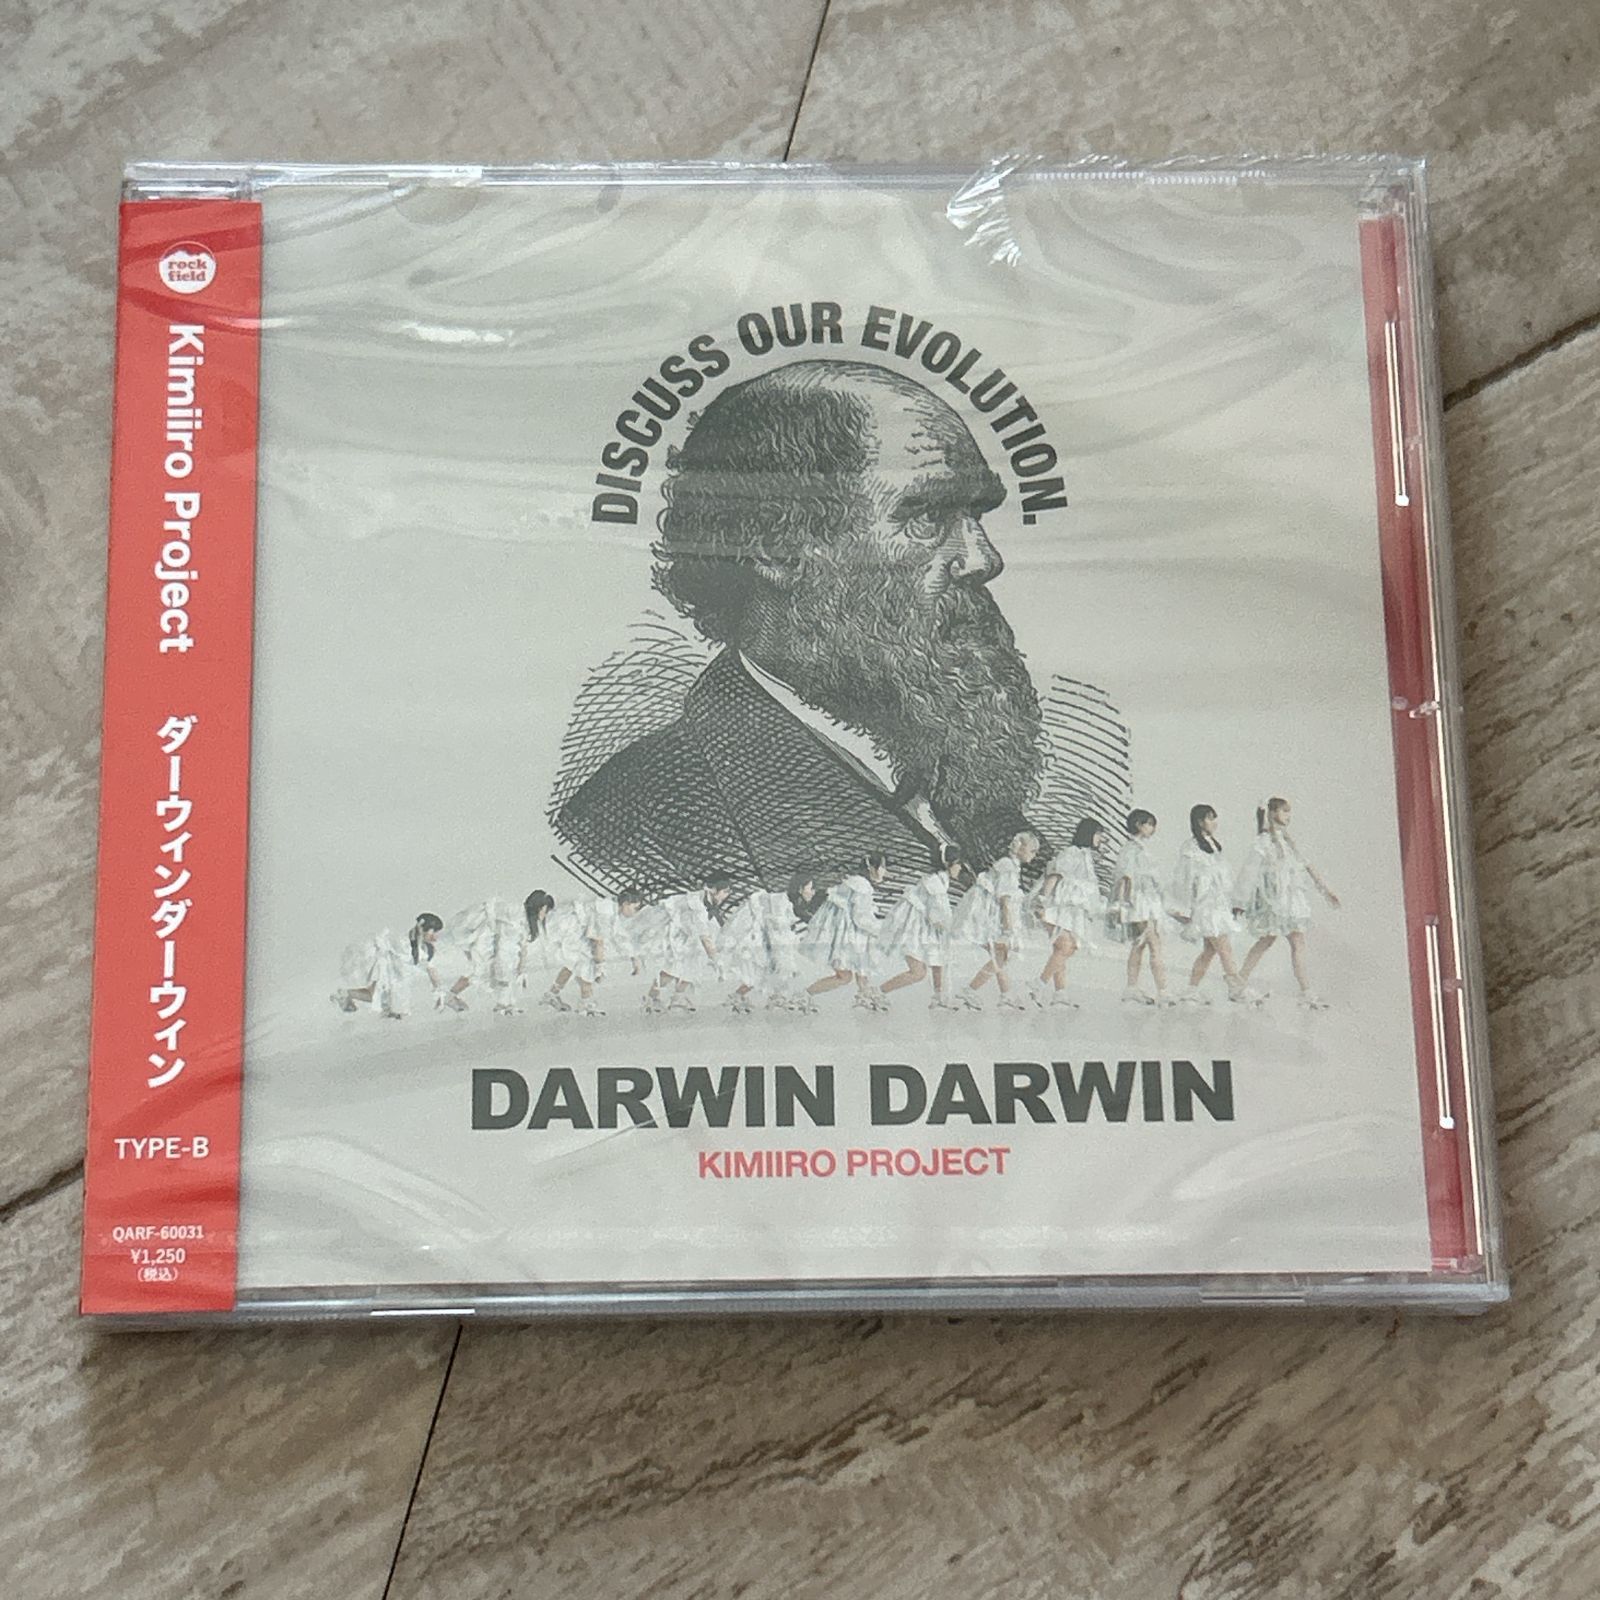 rock
field
Kimiiro Project ダーウィンダーウィン
TYPE-B
QARF-60031
¥1,250
(税込)
DISCUSS OUR EVOLUTION.
DARWIN DARWIN
KIMIIRO PROJECT